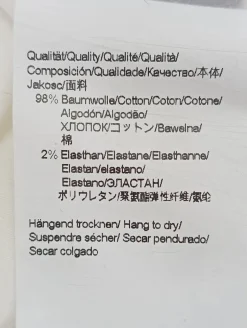 Qualität/Quality/Qualité/Qualità/
Composición/Qualidade/Качество/本体/
Jakosc/面料
98% Baumwolle/Cotton/Coton/Cotone/
Algodón/Algodão/
ХЛОПОК/コットン/Bawełna/
棉
2% Elasthan/Elastane/Elasthanne/
Elastan/elastano/
Elastano/ЭЛАСТАН/
ポリウレタン/聚氨酯弹性纤维/氨纶
Hängend trocknen/ Hang to dry/
Suspendre sécher/ Secar pendurado/
Secar colgado